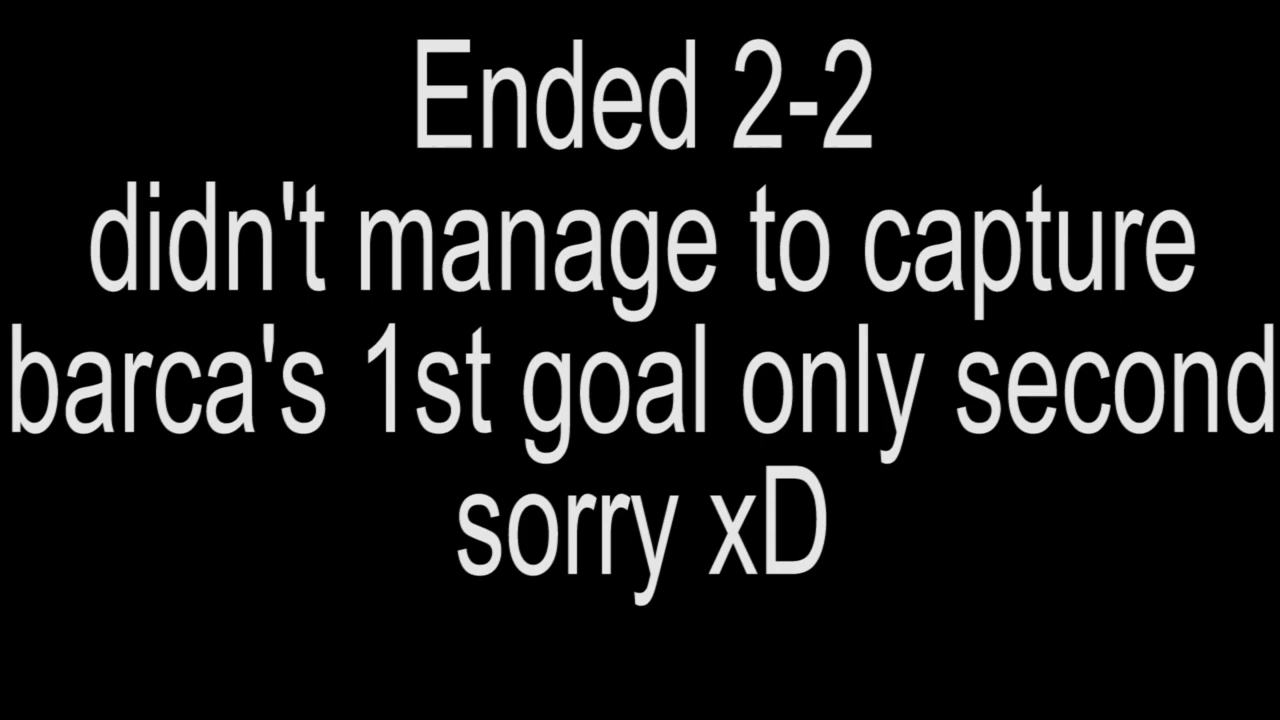 Ended 2-2
didn't manage to capture
barca's 1st goal only second
sorry xD